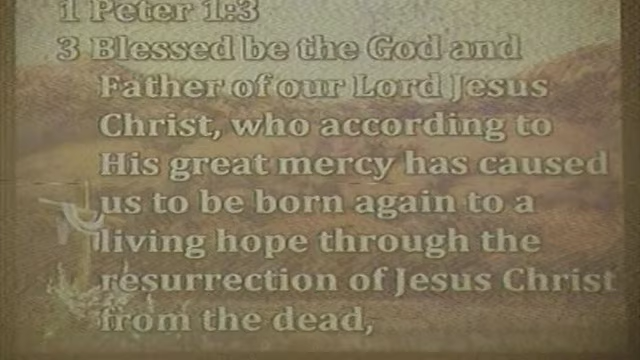 1 Peter 1:3
3 Blessed be the God and
Father of our Lord Jesus
Christ, who according to
His great mercy has caused
us to be born again to a
living hope through the
resurrection of Jesus Christ
from the dead,